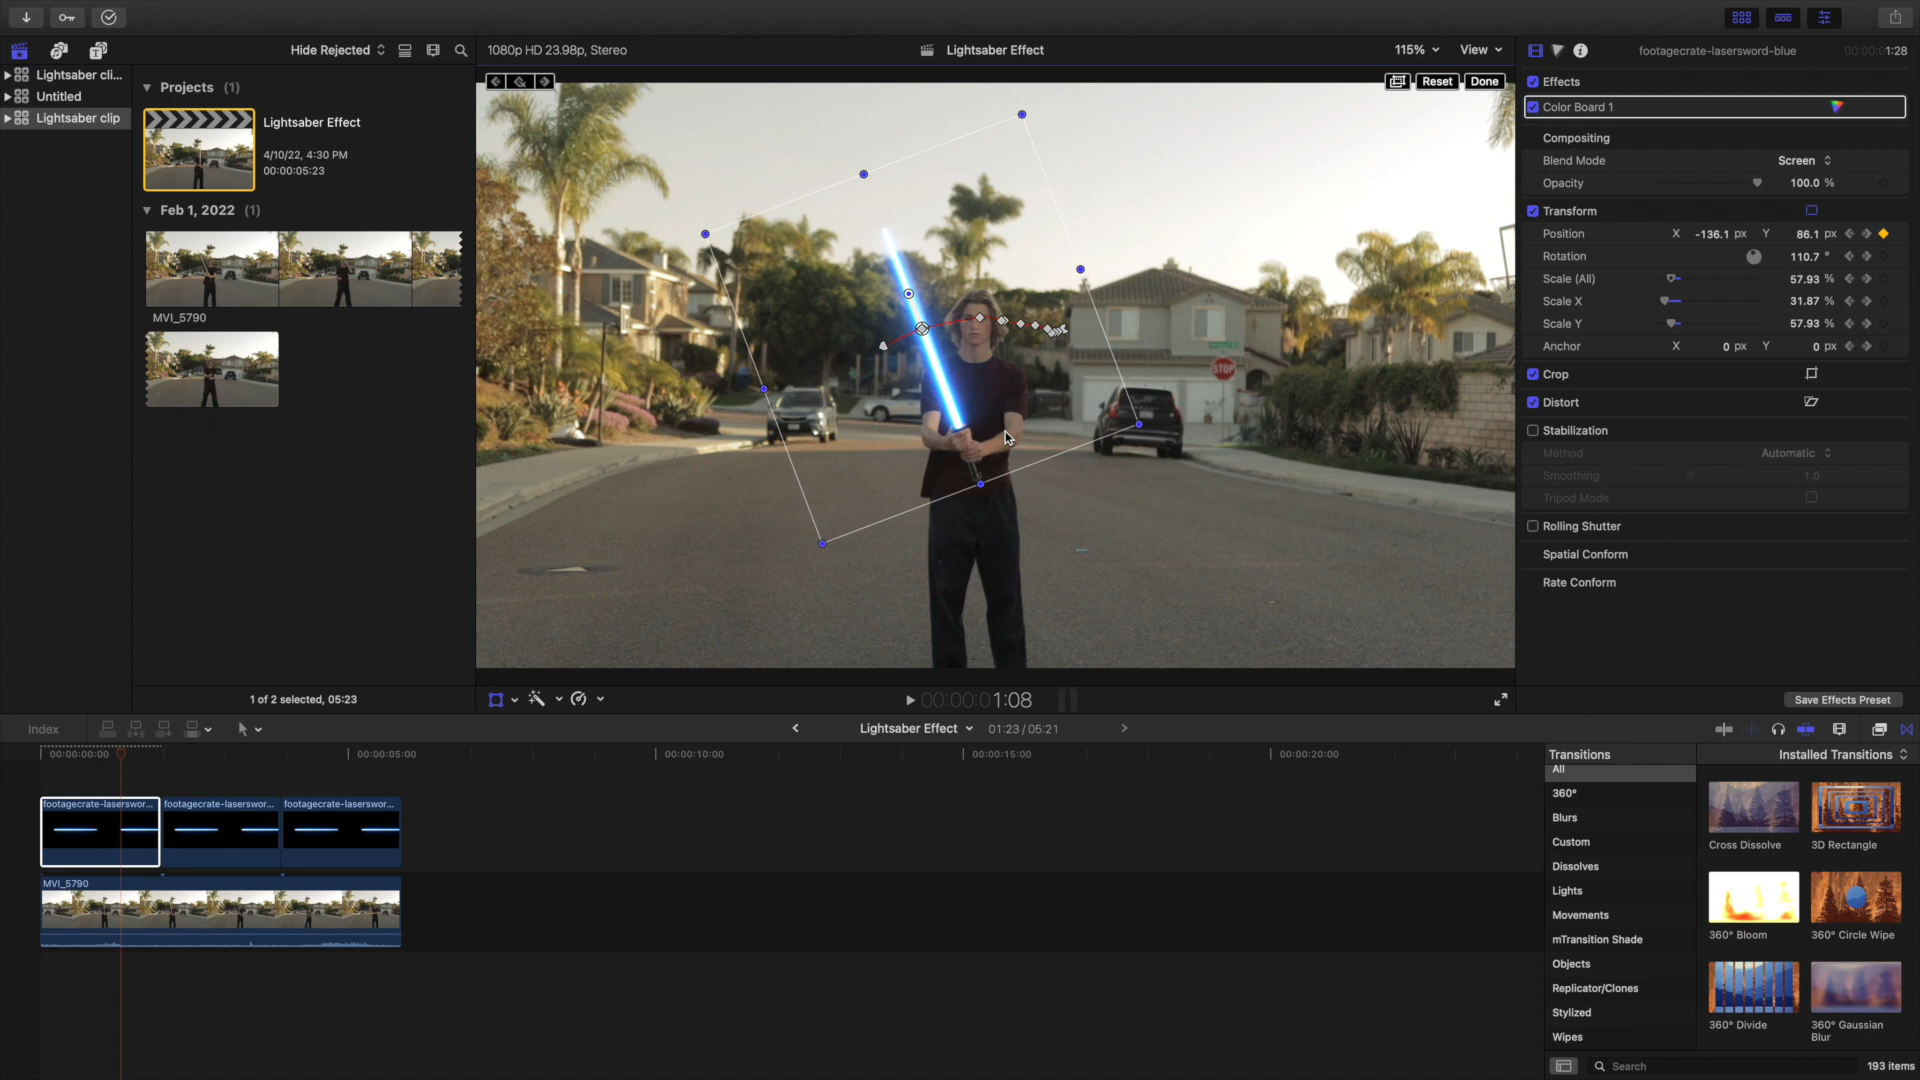 Hide Rejected
1080p HD 23.98p, Stereo
Lightsaber Effect
115%
View
footagecrate-lasersword-blue
00:00:01:28
Lightsaber cli...
Untitled
Lightsaber clip
Projects (1)
Lightsaber Effect
4/10/22, 4:30 PM
00:00:05:23
Feb 1, 2022 (1)
MVI_5790
1 of 2 selected, 05:23
Reset
Done
STOP
Effects
Color Board 1
Compositing
Blend Mode Screen
Opacity 100.0 %
Transform
Position X -136.1 px Y 86.1 px
Rotation 110.7 °
Scale (All) 57.93 %
Scale X 31.87 %
Scale Y 57.93 %
Anchor X 0 px Y 0 px
Crop
Distort
Stabilization
Method Automatic
Smoothing 1.0
Tripod Mode
Rolling Shutter
Spatial Conform
Rate Conform
Save Effects Preset
00:00:01:08
Index
Lightsaber Effect
01:23 / 05:21
00:00:00:00
00:00:05:00
00:00:10:00
00:00:15:00
00:00:20:00
footagecrate-laserswor...
footagecrate-laserswor...
footagecrate-laserswor...
MVI_5790
Transitions
Installed Transitions
All
360°
Blurs
Custom
Dissolves
Lights
Movements
mTransition Shade
Objects
Replicator/Clones
Stylized
Wipes
Cross Dissolve
3D Rectangle
360° Bloom
360° Circle Wipe
360° Divide
360° Gaussian
Blur
Search
193 items